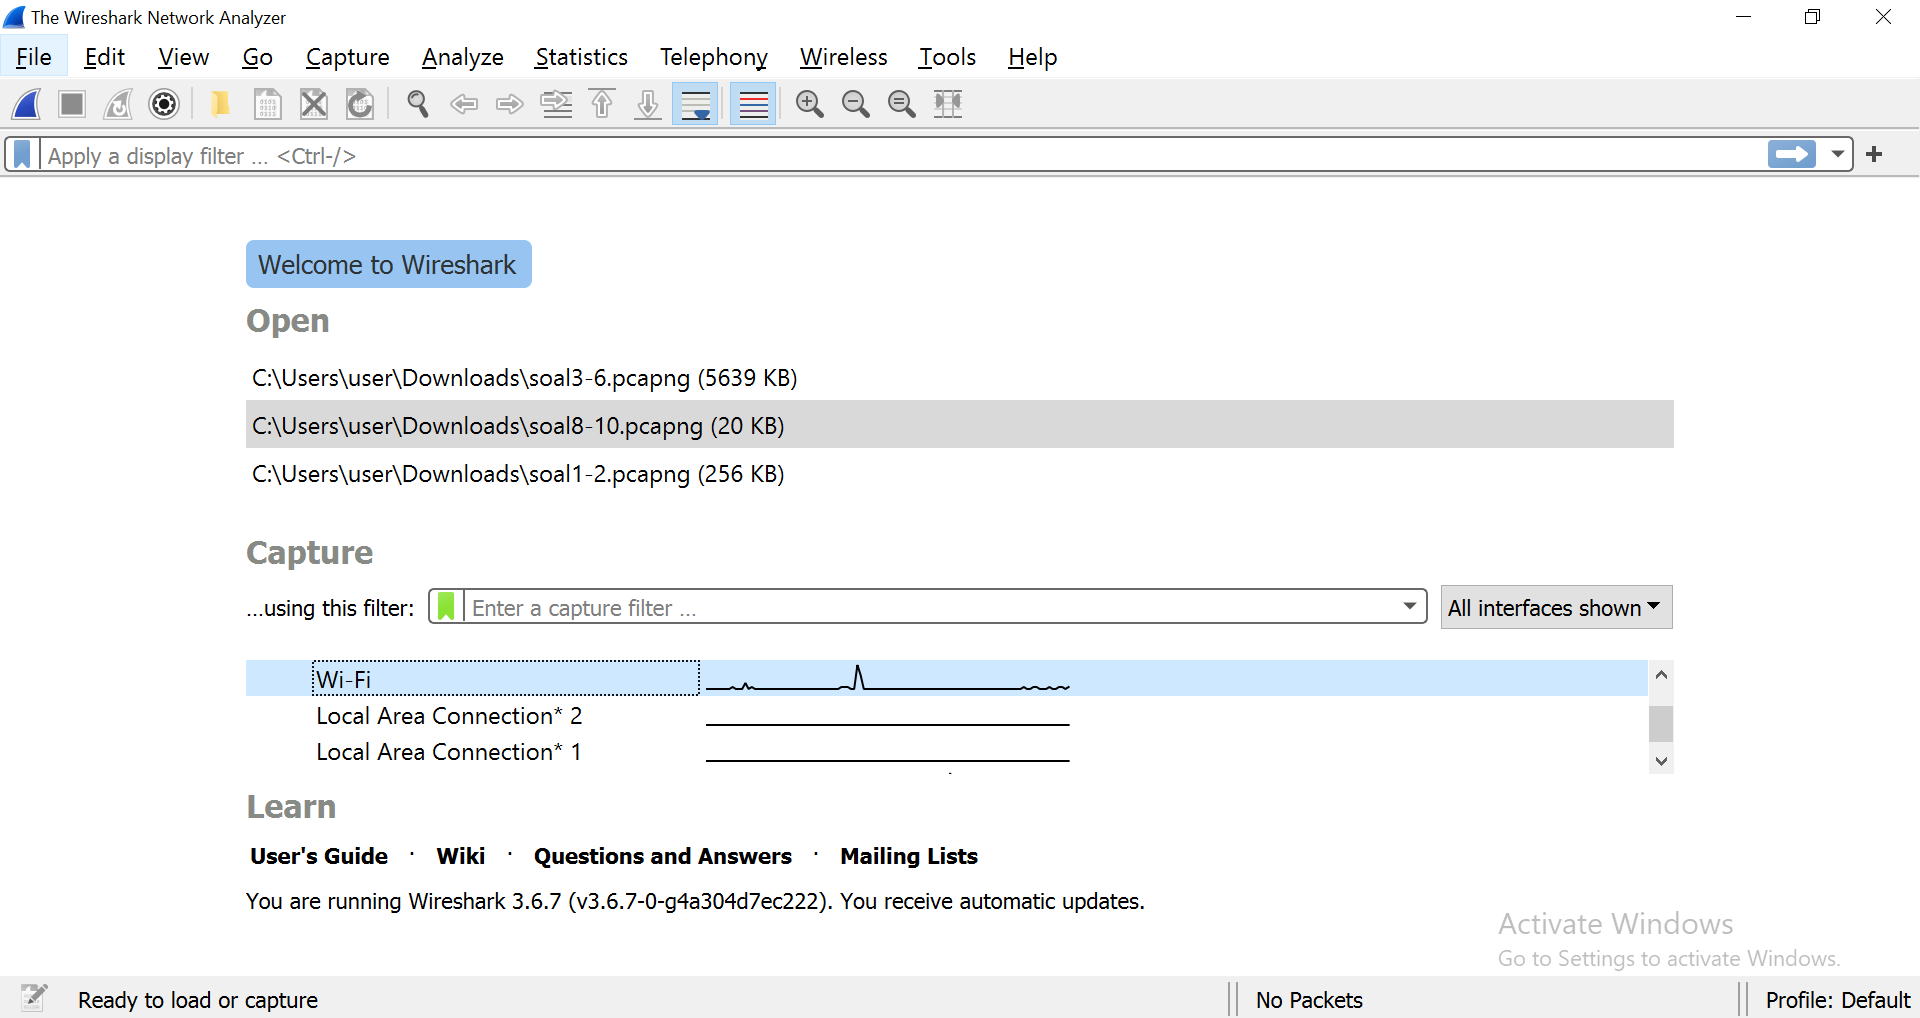 The Wireshark Network Analyzer
File Edit View Go Capture Analyze Statistics Telephony Wireless Tools Help
Apply a display filter ... <Ctrl-/>
Welcome to Wireshark
Open
C:\Users\user\Downloads\soal3-6.pcapng (5639 KB)
C:\Users\user\Downloads\soal8-10.pcapng (20 KB)
C:\Users\user\Downloads\soal1-2.pcapng (256 KB)
Capture
...using this filter: Enter a capture filter ... All interfaces shown
Wi-Fi
Local Area Connection* 2
Local Area Connection* 1
Learn
User's Guide · Wiki · Questions and Answers · Mailing Lists
You are running Wireshark 3.6.7 (v3.6.7-0-g4a304d7ec222). You receive automatic updates.
Activate Windows
Go to Settings to activate Windows.
Ready to load or capture No Packets Profile: Default